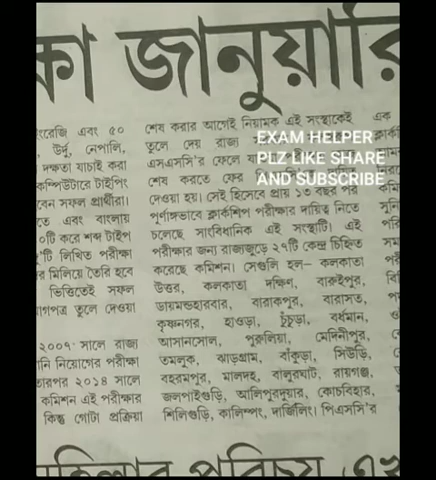 কা জানুয়ারি
ইংরেজি এবং ৫০
উর্দু, নেপালি,
দক্ষতা যাচাই করা
কম্পিউটারে টাইপিং
বেন সফল প্রার্থীরা।
তে এবং বাংলায়
০টি করে শব্দ টাইপ
টি লিখিত পরীক্ষা
র মিলিয়ে তৈরি হবে
ভিত্তিতেই সফল
য়োগপত্র তুলে দেওয়া
২০০৭ সালে রাজ্য
নি নিয়োগের পরীক্ষা
তারপর ২০১৪ সালে
কমিশন এই পরীক্ষার
কিন্তু গোটা প্রক্রিয়া
শেষ করার আগেই নিয়ামক এই সংস্থাকেই
তুলে দেয় রাজ্য
এসএসসি'র ফেলে
শেষ করতে ফের
দেওয়া হয়। সেই হিসেবে প্রায় ১৩ বছর পর
পূর্ণাঙ্গভাবে ক্লার্কশিপ পরীক্ষার দায়িত্ব নিতে
চলেছে সাংবিধানিক এই সংস্থাটি। এই
পরীক্ষার জন্য রাজ্যজুড়ে ২৭টি কেন্দ্র চিহ্নিত
করেছে কমিশন। সেগুলি হল– কলকাতা
উত্তর, কলকাতা দক্ষিণ, বারুইপুর,
ডায়মন্ডহারবার, বারাকপুর, বারাসত,
কৃষ্ণনগর, হাওড়া, চুঁচুড়া, বর্ধমান,
আসানসোল, পুরুলিয়া, মেদিনীপুর,
তমলুক, ঝাড়গ্রাম, বাঁকুড়া, সিউড়ি,
বহরমপুর, মালদহ, বালুরঘাট, রায়গঞ্জ,
জলপাইগুড়ি, আলিপুরদুয়ার, কোচবিহার,
শিলিগুড়ি, কালিম্পং, দার্জিলিং। পিএসসি'র
এক
EXAM HELPER
PLZ LIKE SHARE
AND SUBSCRIBE
পরিচয়